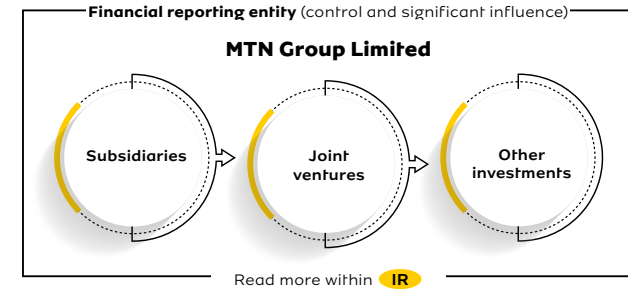 Financial reporting entity (control and significant influence)
MTN Group Limited
Subsidiaries
Joint
ventures
Other
investments
Read more within IR